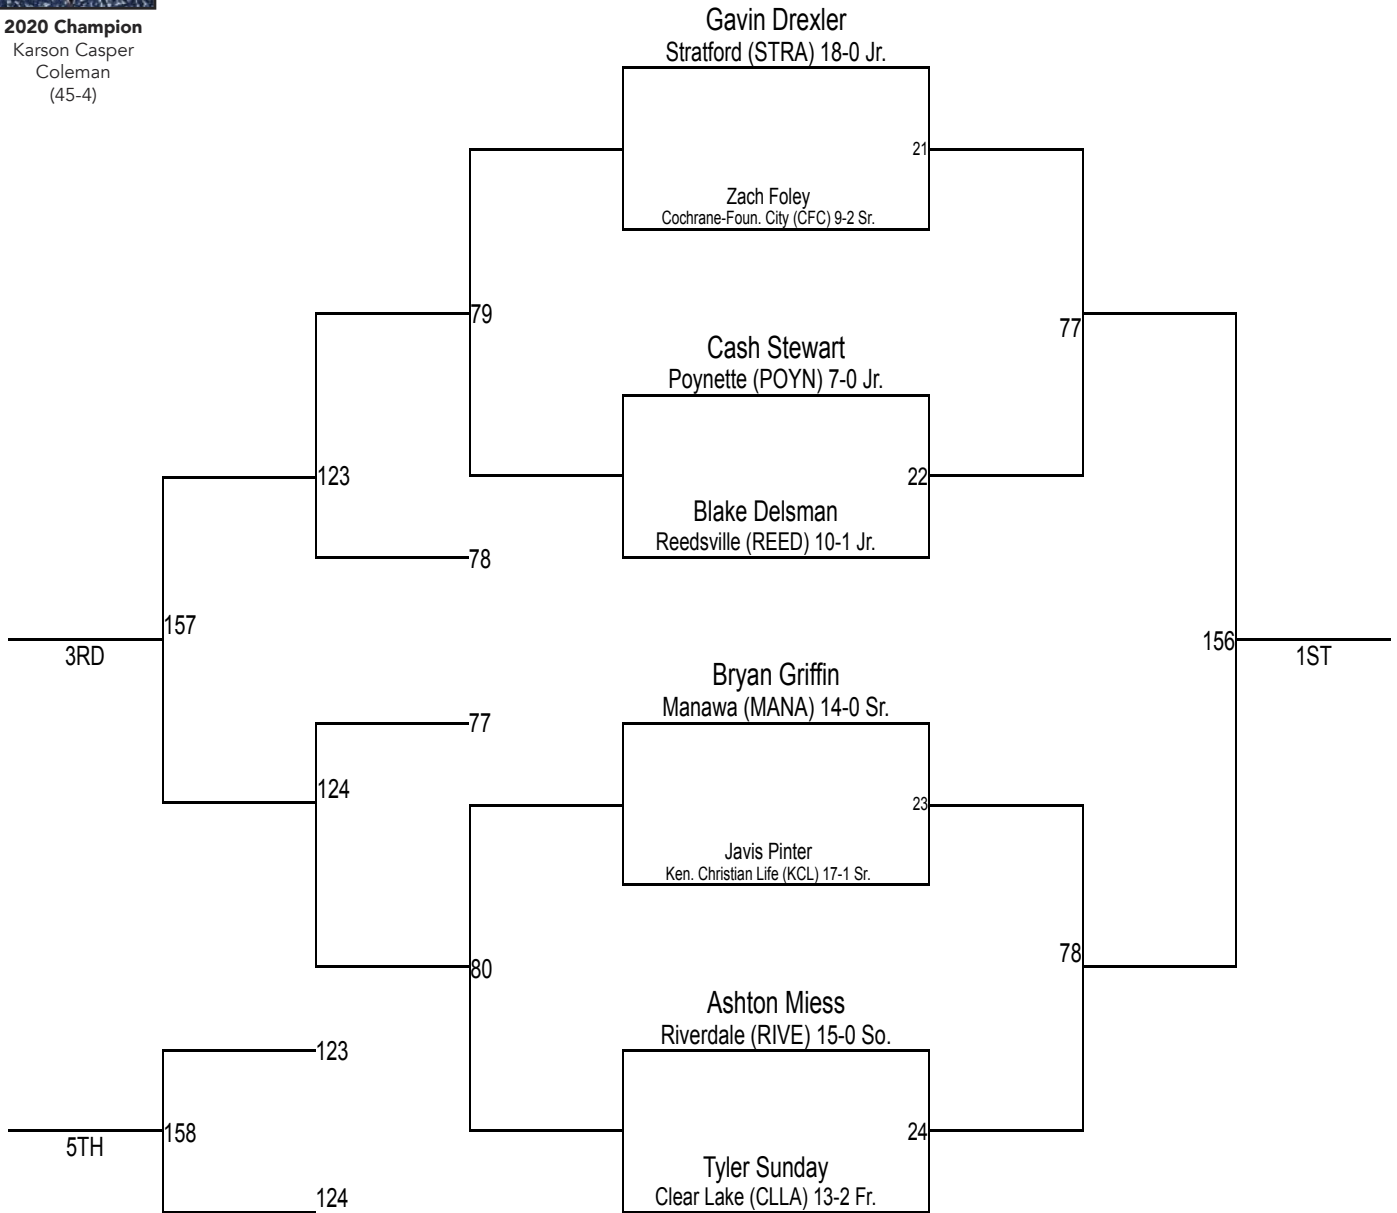 2020 Champion
Karson Casper
Coleman
(45-4)
Gavin Drexler
Stratford (STRA) 18-0 Jr.
21
Zach Foley
Cochrane-Foun. City (CFC) 9-2 Sr.
79
77
Cash Stewart
Poynette (POYN) 7-0 Jr.
123
22
Blake Delsman
Reedsville (REED) 10-1 Jr.
78
157
3RD
156
1ST
Bryan Griffin
Manawa (MANA) 14-0 Sr.
77
124
23
Javis Pinter
Ken. Christian Life (KCL) 17-1 Sr.
80
78
Ashton Miess
Riverdale (RIVE) 15-0 So.
123
158
5TH
24
Tyler Sunday
Clear Lake (CLLA) 13-2 Fr.
124